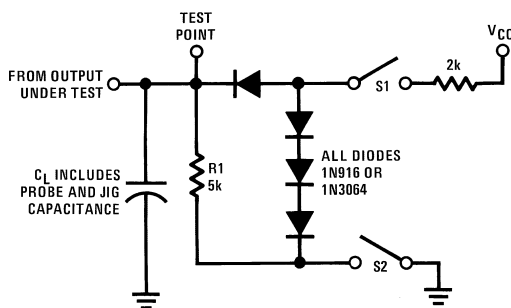 TEST
POINT
V_CC
FROM OUTPUT
UNDER TEST
S1
2k
R1
5k
ALL DIODES
1N916 OR
1N3064
C_L INCLUDES
PROBE AND JIG
CAPACITANCE
S2